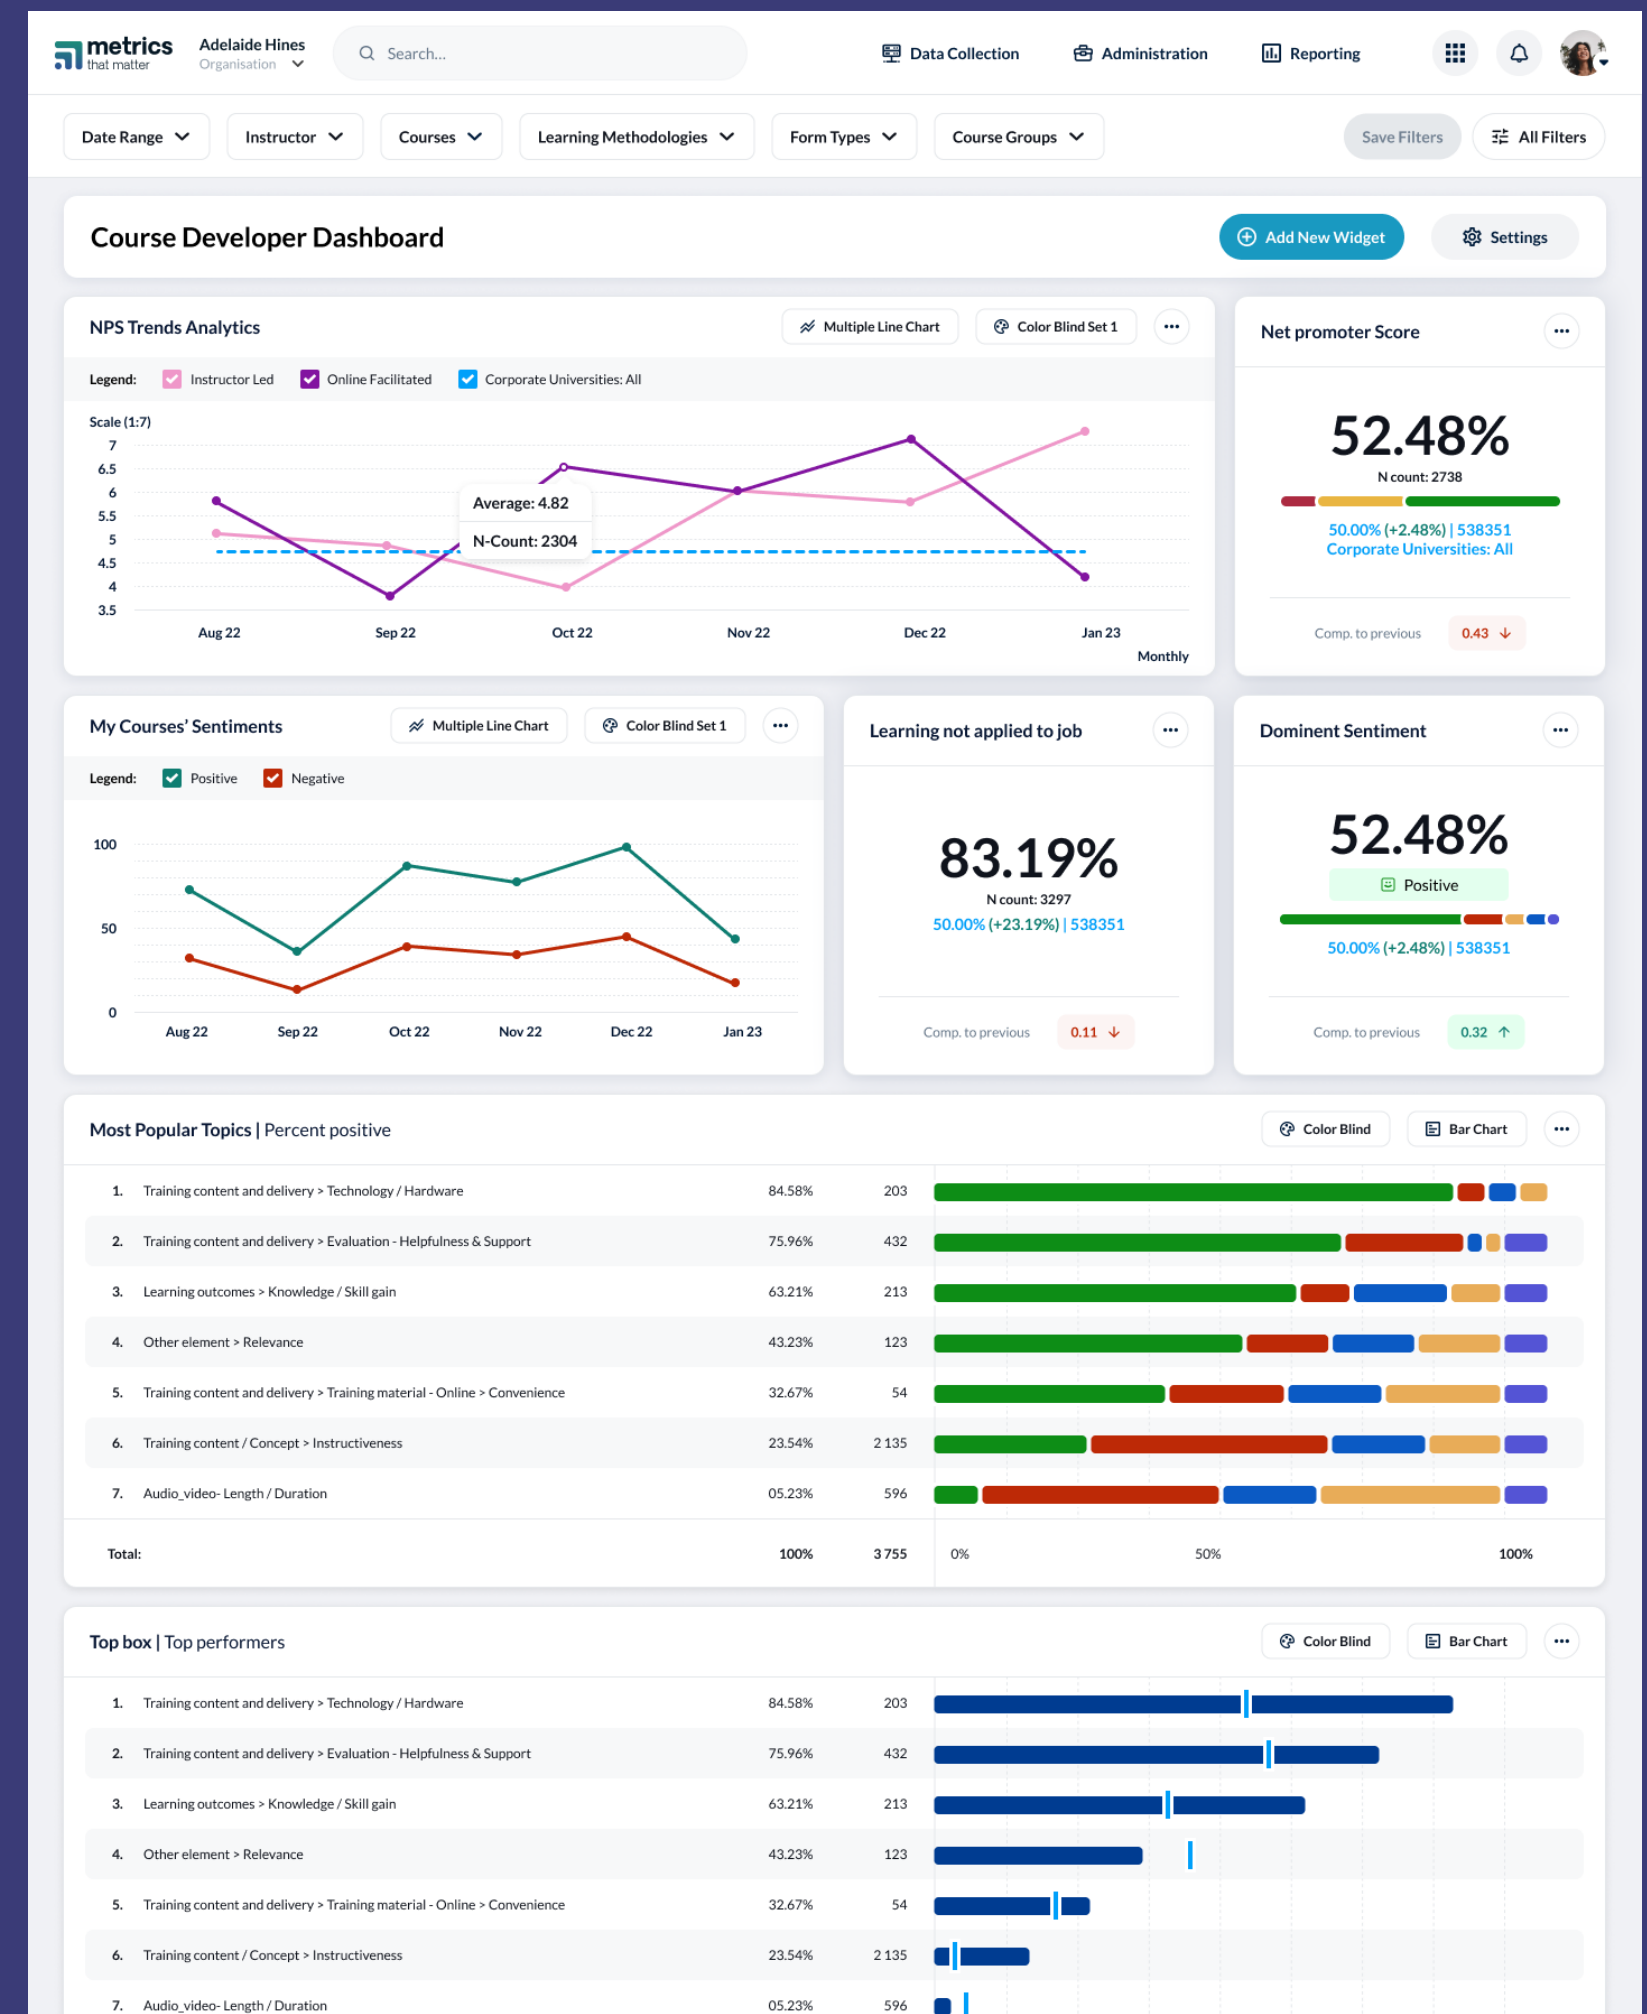 metrics
that matter
Adelaide Hines
Organisation
Search...
Data Collection
Administration
Reporting
Date Range
Instructor
Courses
Learning Methodologies
Form Types
Course Groups
Save Filters
All Filters
Course Developer Dashboard
Add New Widget
Settings
NPS Trends Analytics
Multiple Line Chart
Color Blind Set 1
Legend:
Instructor Led
Online Facilitated
Corporate Universities: All
Scale (1:7)
7
6.5
6
5.5
5
4.5
4
3.5
Average: 4.82
N-Count: 2304
Aug 22
Sep 22
Oct 22
Nov 22
Dec 22
Jan 23
Monthly
Net promoter Score
52.48%
N count: 2738
50.00% (+2.48%) | 538351
Corporate Universities: All
Comp. to previous
0.43
My Courses’ Sentiments
Multiple Line Chart
Color Blind Set 1
Legend:
Positive
Negative
100
50
0
Aug 22
Sep 22
Oct 22
Nov 22
Dec 22
Jan 23
Learning not applied to job
83.19%
N count: 3297
50.00% (+23.19%) | 538351
Comp. to previous
0.11
Dominent Sentiment
52.48%
Positive
50.00% (+2.48%) | 538351
Comp. to previous
0.32
Most Popular Topics | Percent positive
Color Blind
Bar Chart
1. Training content and delivery > Technology / Hardware 84.58% 203
2. Training content and delivery > Evaluation - Helpfulness & Support 75.96% 432
3. Learning outcomes > Knowledge / Skill gain 63.21% 213
4. Other element > Relevance 43.23% 123
5. Training content and delivery > Training material - Online > Convenience 32.67% 54
6. Training content / Concept > Instructiveness 23.54% 2 135
7. Audio_video- Length / Duration 05.23% 596
Total: 100% 3 755 0% 50% 100%
Top box | Top performers
Color Blind
Bar Chart
1. Training content and delivery > Technology / Hardware 84.58% 203
2. Training content and delivery > Evaluation - Helpfulness & Support 75.96% 432
3. Learning outcomes > Knowledge / Skill gain 63.21% 213
4. Other element > Relevance 43.23% 123
5. Training content and delivery > Training material - Online > Convenience 32.67% 54
6. Training content / Concept > Instructiveness 23.54% 2 135
7. Audio_video- Length / Duration 05.23% 596